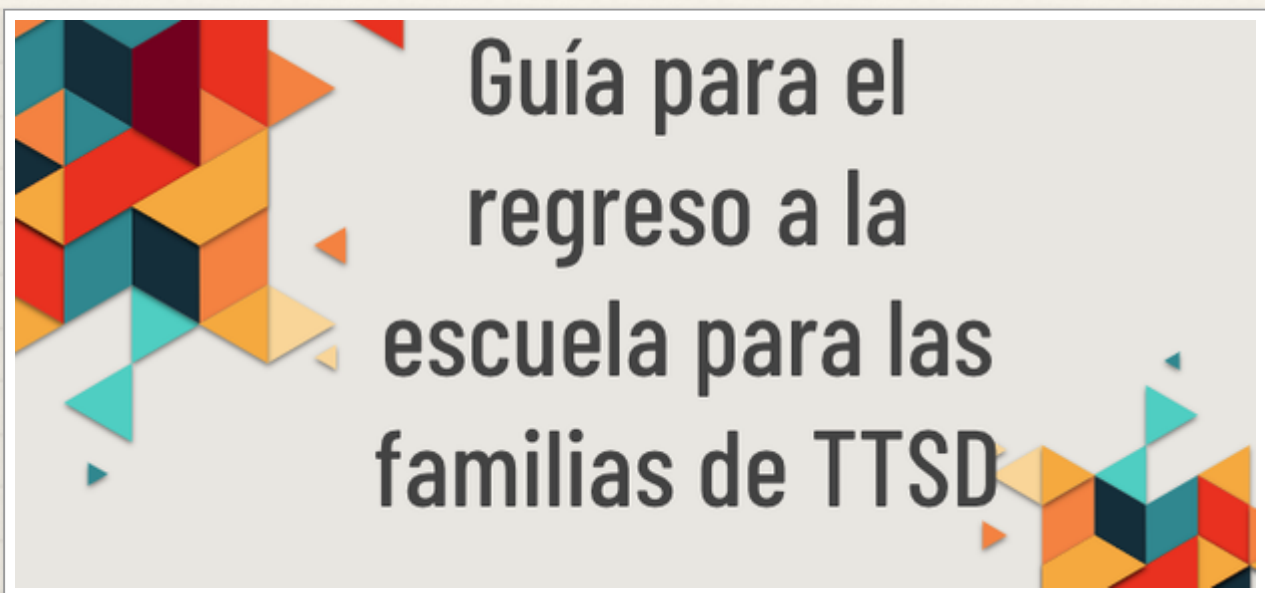 Guía para el
regreso a la
escuela para las
familias de TTSD